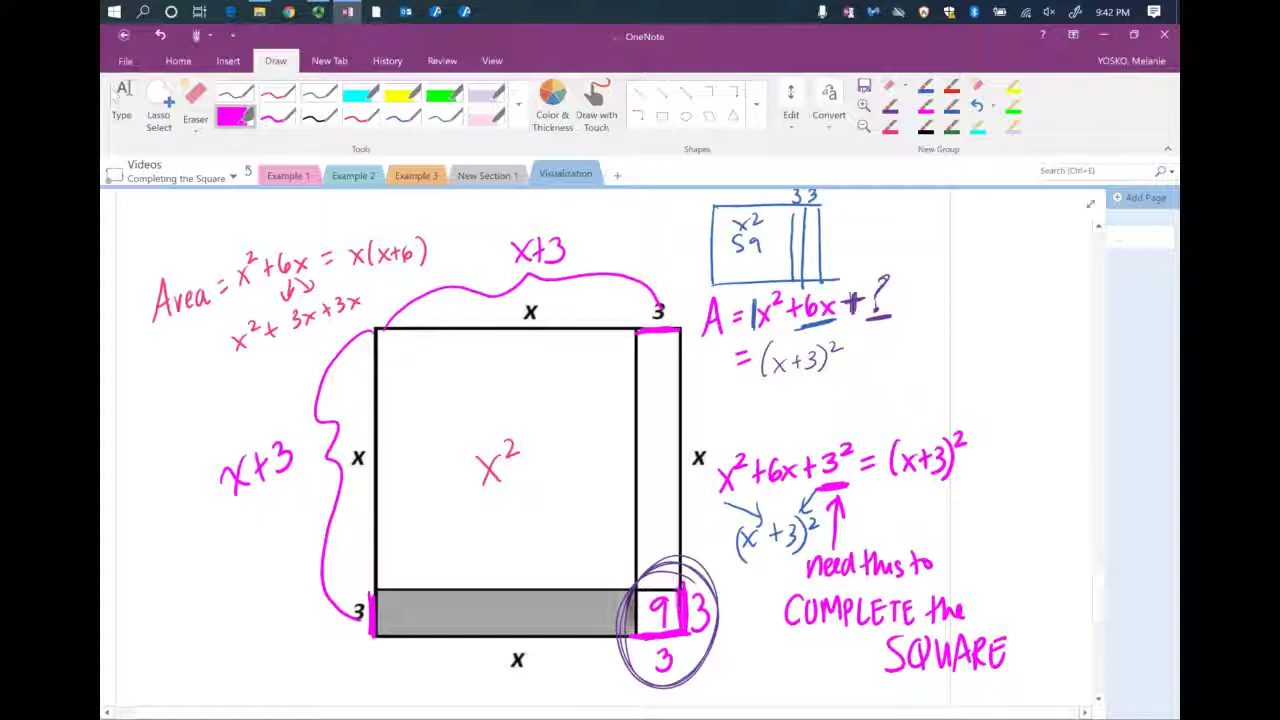 9:42 PM
OneNote
File Home Insert Draw New Tab History Review View
YOSKO, Melanie
Type
Lasso Select
Eraser
Color & Thickness
Draw with Touch
Edit
Convert
Tools
Shapes
New Group
Videos
Completing the Square
Example 1
Example 2
Example 3
New Section 1
Visualization
+
Search (Ctrl+E)
Add Page
3 3
x²
59
Area = x² + 6x = x(x+6)
x² + 3x + 3x
x+3
x
3
A = 1x² + 6x + ?
= (x+3)²
x+3
x
x²
x
x² + 6x + 3² = (x+3)²
(x + 3)²
need this to
COMPLETE the
SQUARE
3
9
3
x
3